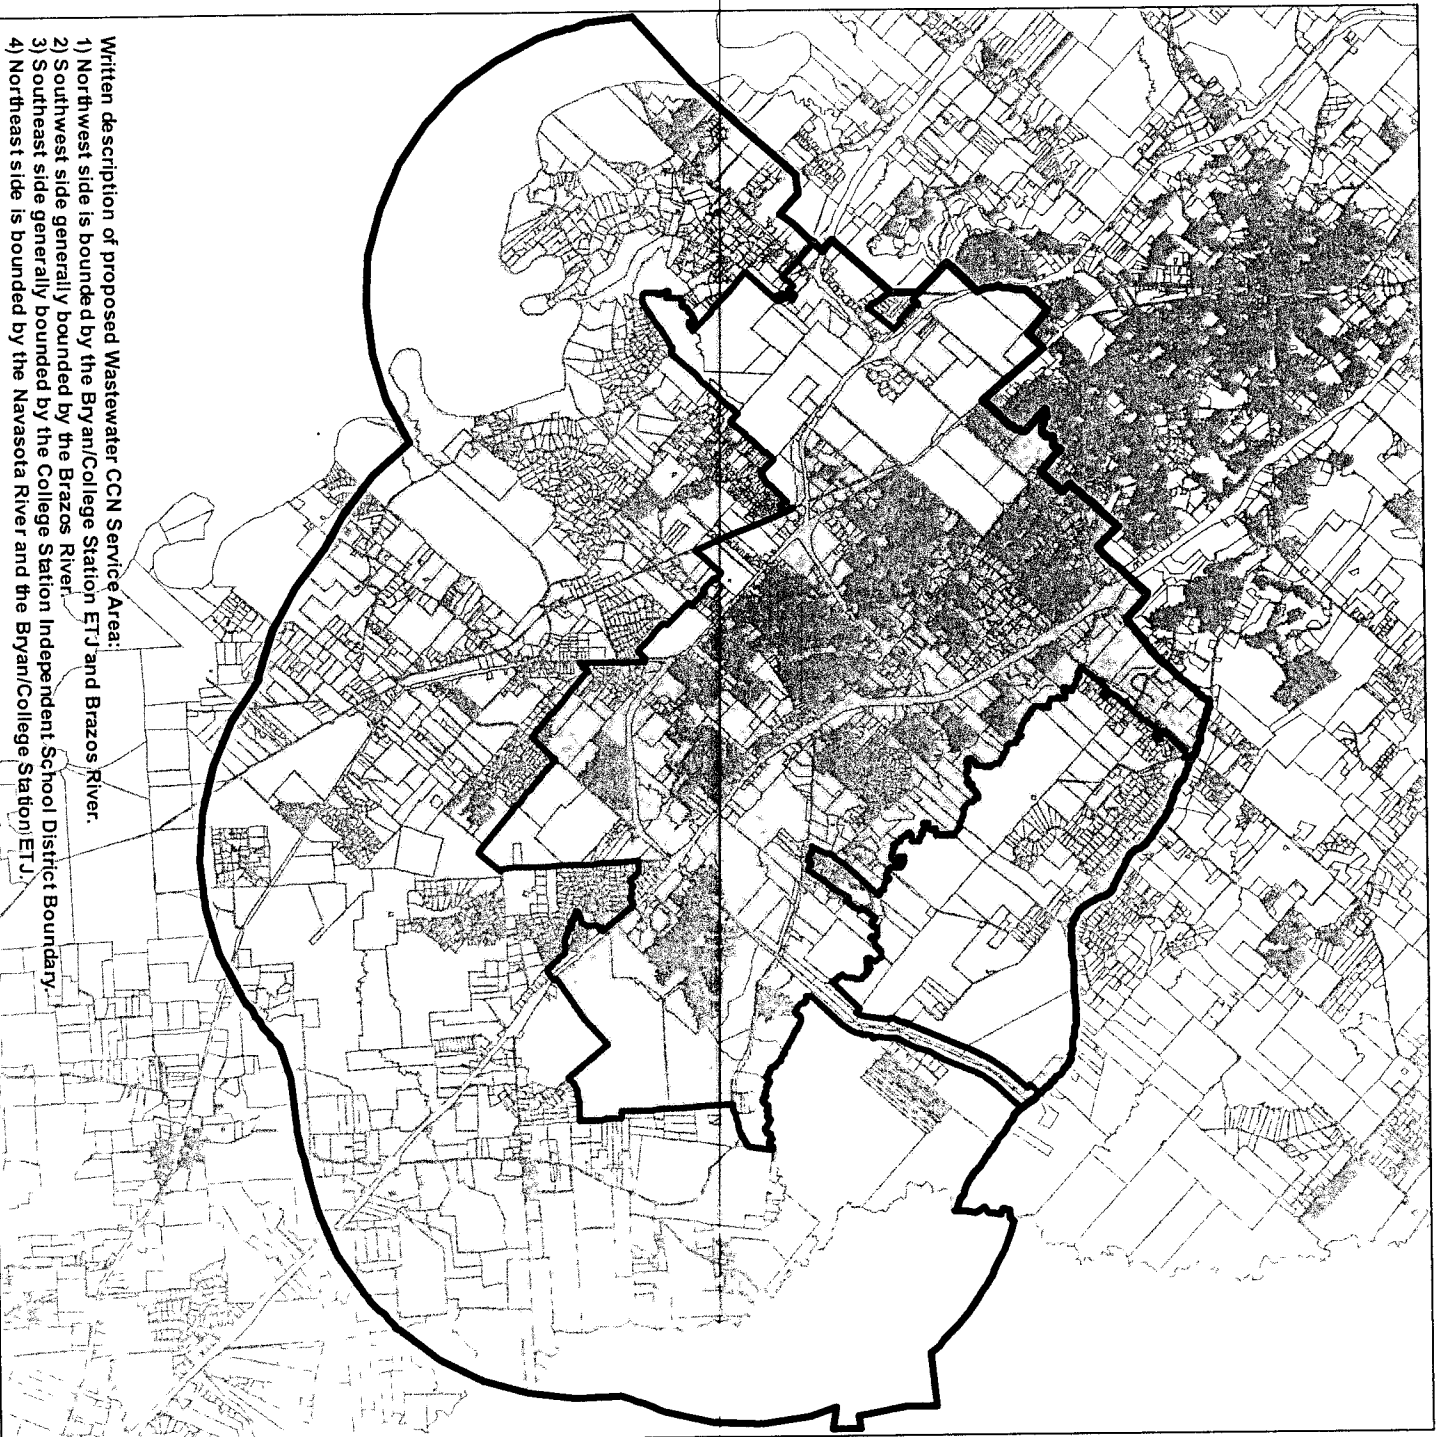 Written description of proposed Wastewater CCN Service Area:
1) Northwest side is bounded by the Bryan/College Station ETJ and Brazos River.
2) Southwest side generally bounded by the Brazos River.
3) Southeast side generally bounded by the College Station Independent School District Boundary.
4) Northeast side is bounded by the Navasota River and the Bryan/College Station ETJ.